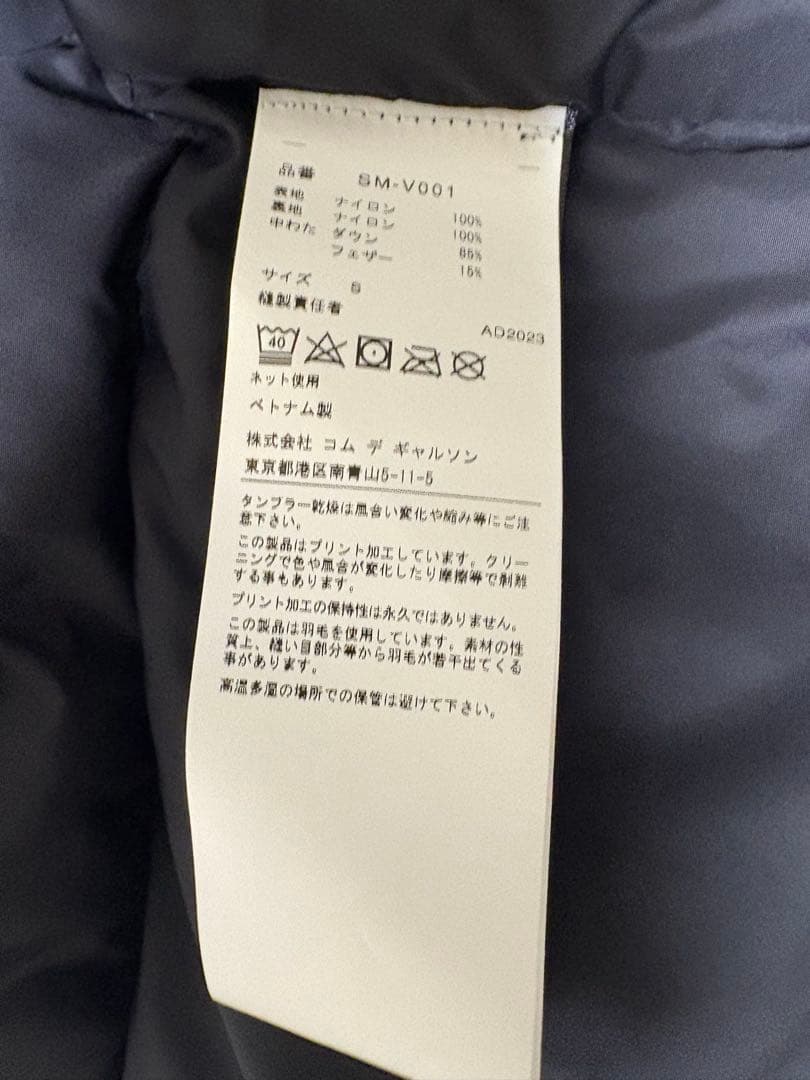 品番 SM-V001
表地 ナイロン 100%
裏地 ナイロン 100%
中わた ダウン 85%
フェザー 15%
サイズ S
縫製責任者
AD2023
40
ネット使用
ベトナム製
株式会社 コム デ ギャルソン
東京都港区南青山5-11-5
タンブラー乾燥は風合い変化や縮み等にご注
意下さい。
この製品はプリント加工しています。クリー
ニングで色や風合が変化したり摩擦等で剥離
する事もあります。
プリント加工の保持性は永久ではありません。
この製品は羽毛を使用しています。素材の性
質上、縫い目部分等から羽毛が若干出てくる
事があります。
高温多湿の場所での保管は避けて下さい。